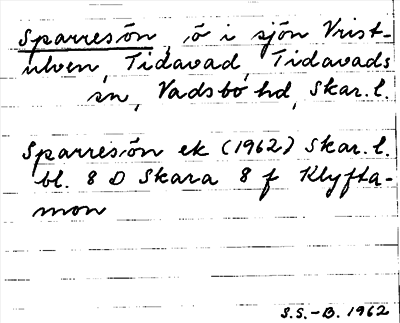 Sparresön, ö i sjön Vrist-
ulven, Tidavad, Tidavads
sn, Vadsbo hd, Skar. l.
Sparresön ek (1962) Skar. l.
bl. 8 D Skara 8 f Klyfta-
mon
S.S.-B. 1962